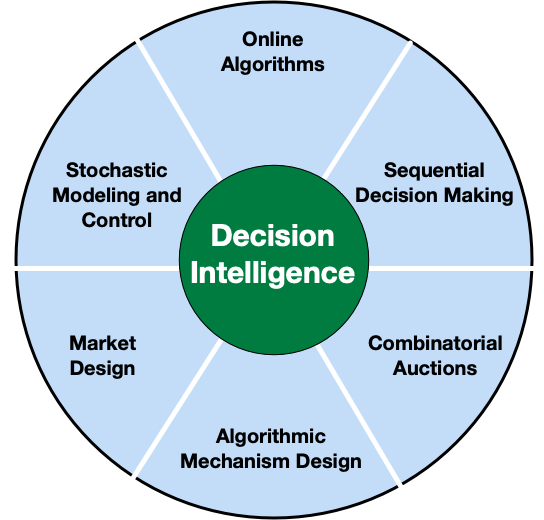 Online
Algorithms
Stochastic
Modeling and
Control
Sequential
Decision Making
Decision
Intelligence
Market
Design
Combinatorial
Auctions
Algorithmic
Mechanism Design